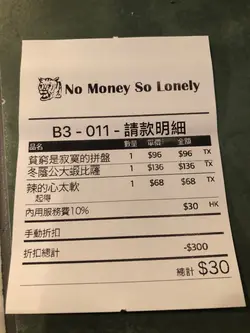 No Money So Lonely
B3 - 011 - 請款明細
品名 數量 單價 金額
貧窮是寂寞的拼盤 1 $96 $96 TX
冬蔭公大蝦比薩 1 $136 $136 TX
辣的心太軟 1 $68 $68 TX
起得
內用服務費10% $30 HK
手動折扣
折扣總計 -$300
總計 $30